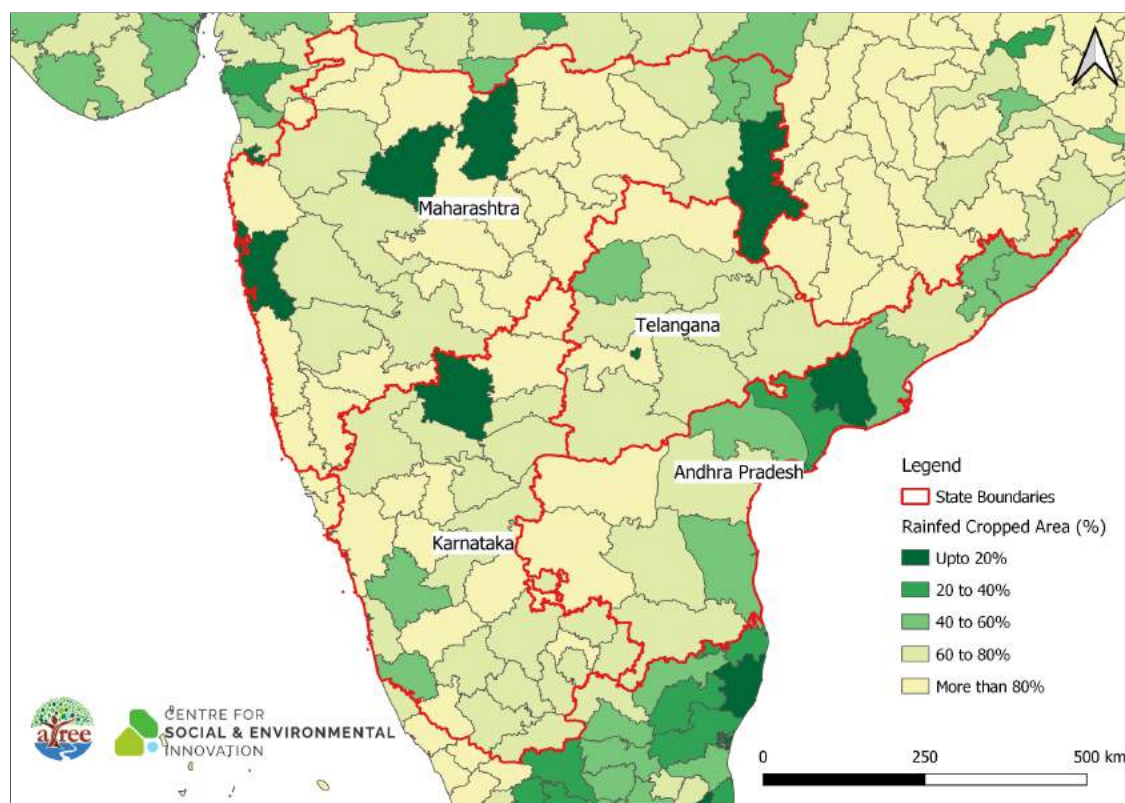 Maharashtra
Telangana
Andhra Pradesh
Karnataka
Legend
State Boundaries
Rainfed Cropped Area (%)
Upto 20%
20 to 40%
40 to 60%
60 to 80%
More than 80%
atree
CENTRE FOR
SOCIAL & ENVIRONMENTAL
INNOVATION
0 250 500 km